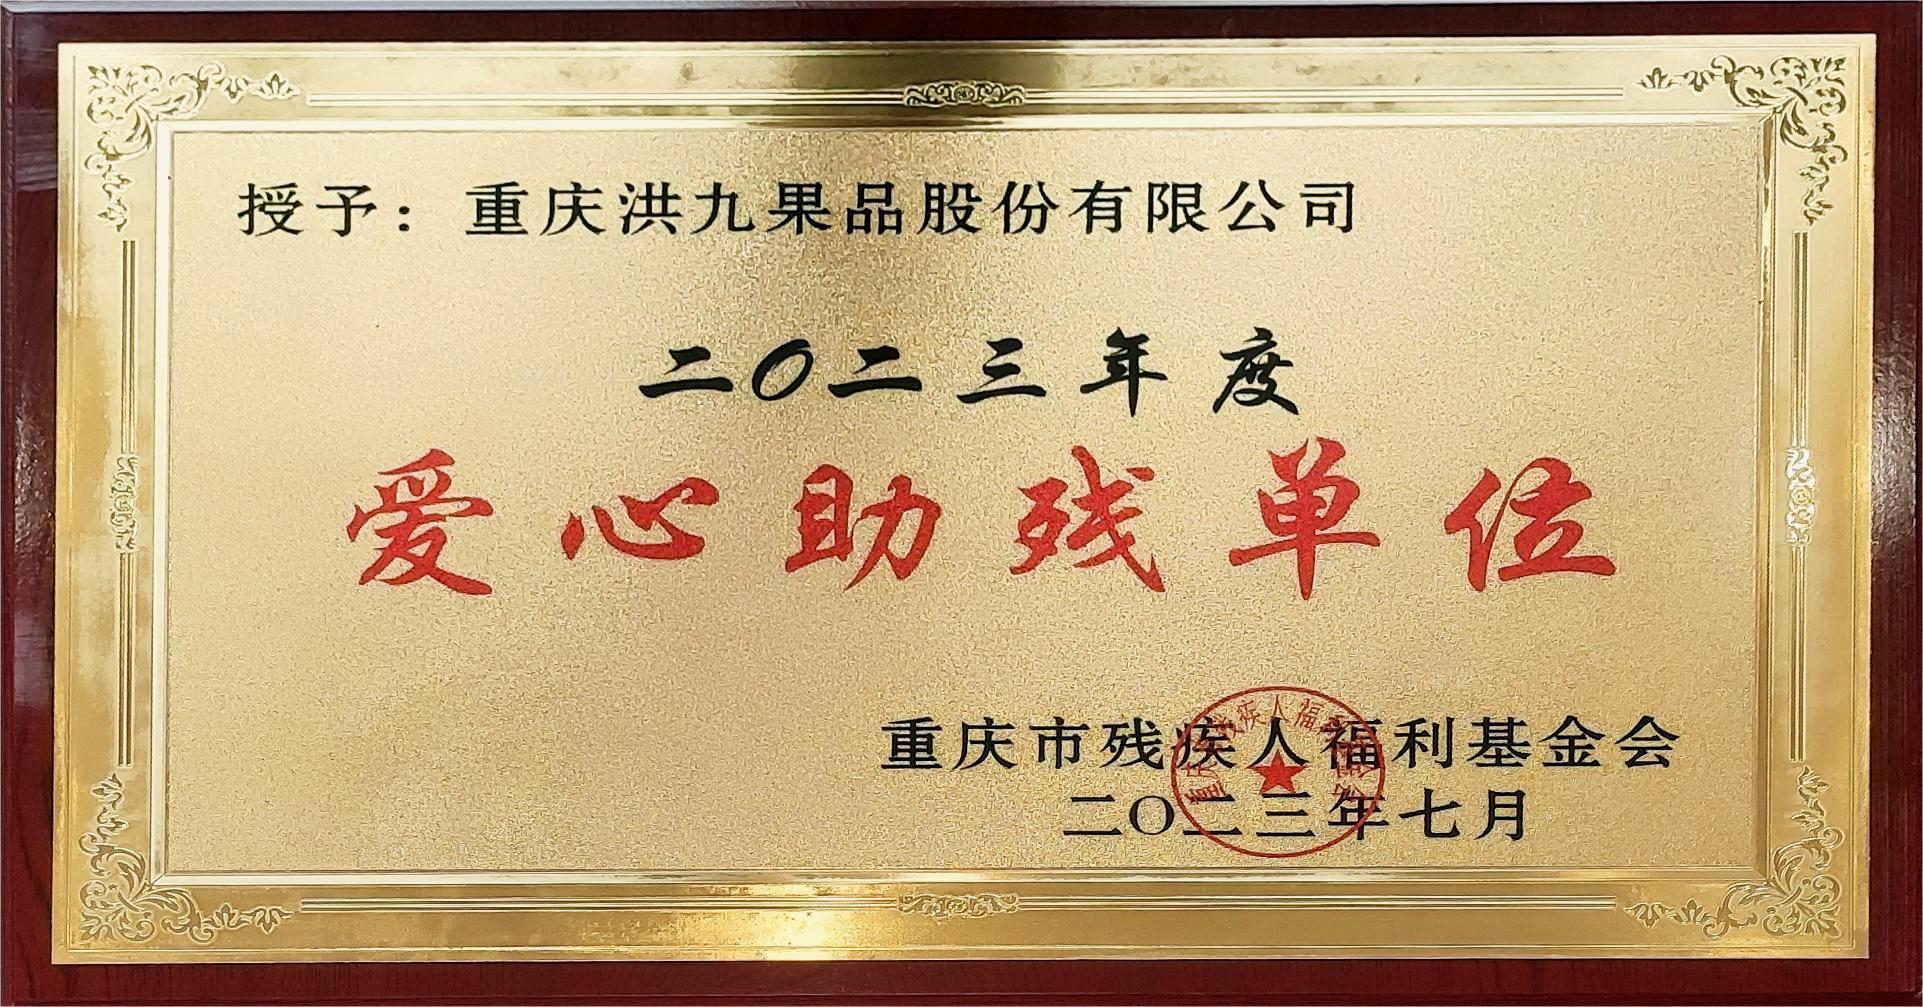 授予：重庆洪九果品股份有限公司
二〇二三年度
爱心助残单位
重庆市残疾人福利基金会
二〇二三年七月